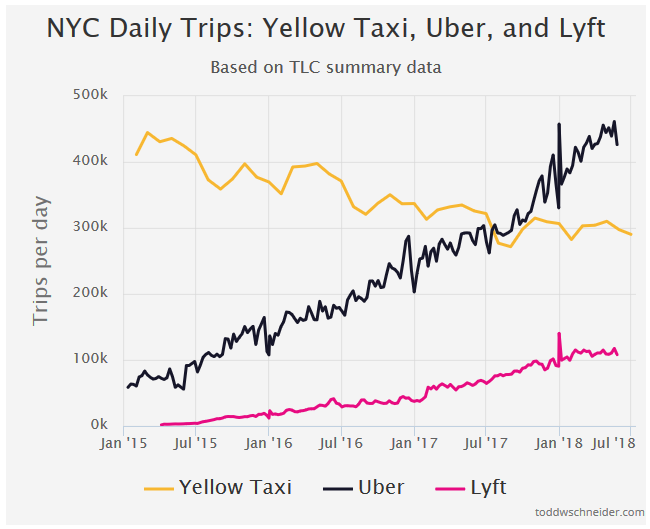 NYC Daily Trips: Yellow Taxi, Uber, and Lyft
Based on TLC summary data
Trips per day
500k
400k
300k
200k
100k
0k
Jan '15 Jul '15 Jan '16 Jul '16 Jan '17 Jul '17 Jan '18 Jul '18
Yellow Taxi Uber Lyft
toddwschneider.com